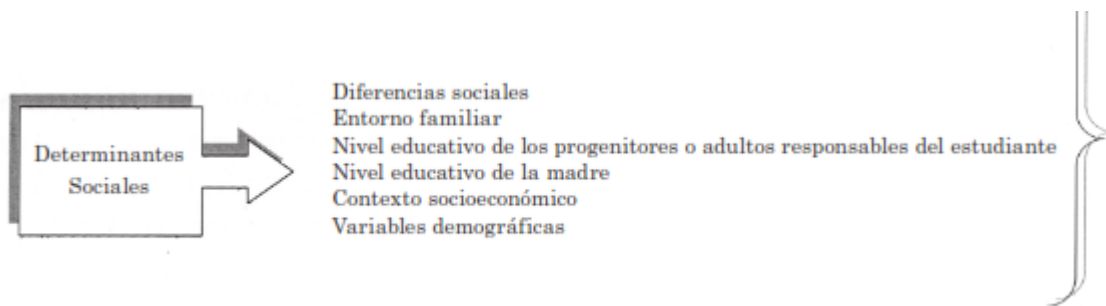 Determinantes
Sociales
Diferencias sociales
Entorno familiar
Nivel educativo de los progenitores o adultos responsables del estudiante
Nivel educativo de la madre
Contexto socioeconómico
Variables demográficas